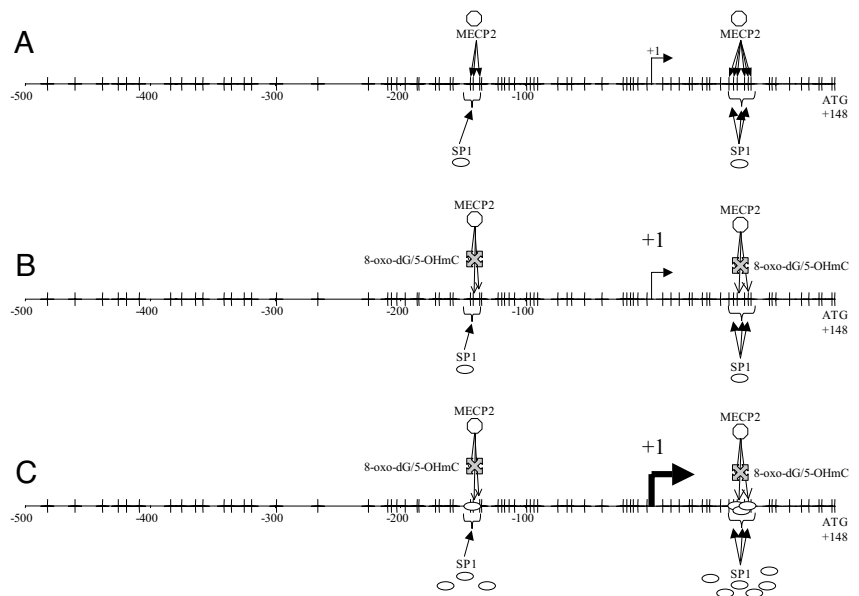 A
MECP2
MECP2
+1
-500
-400
-300
-200
-100
ATG
+148
SP1
SP1
B
MECP2
MECP2
8-oxo-dG/5-OHmC
+1
8-oxo-dG/5-OHmC
-500
-400
-300
-200
-100
ATG
+148
SP1
SP1
C
MECP2
MECP2
8-oxo-dG/5-OHmC
+1
8-oxo-dG/5-OHmC
-500
-400
-300
-200
-100
ATG
+148
SP1
SP1